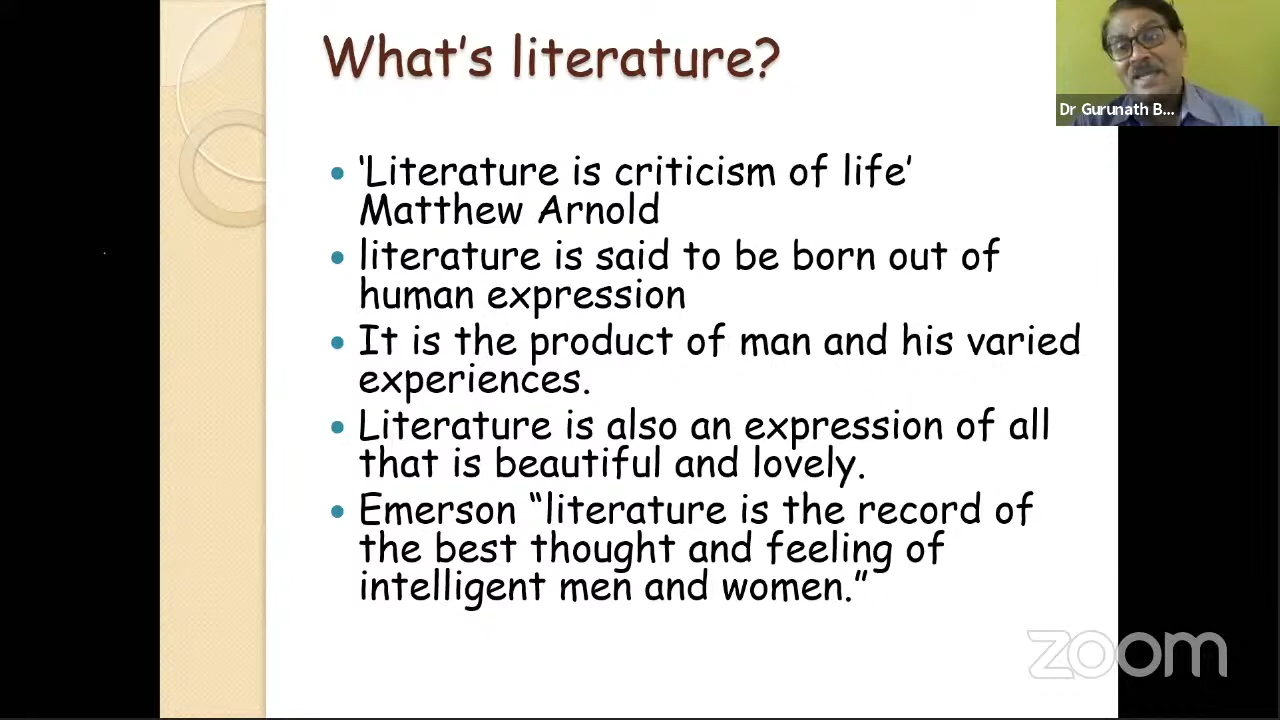 What's literature?
Dr Gurunath B...
'Literature is criticism of life'
Matthew Arnold
literature is said to be born out of
human expression
It is the product of man and his varied
experiences.
Literature is also an expression of all
that is beautiful and lovely.
Emerson “literature is the record of
the best thought and feeling of
intelligent men and women.”
zoom